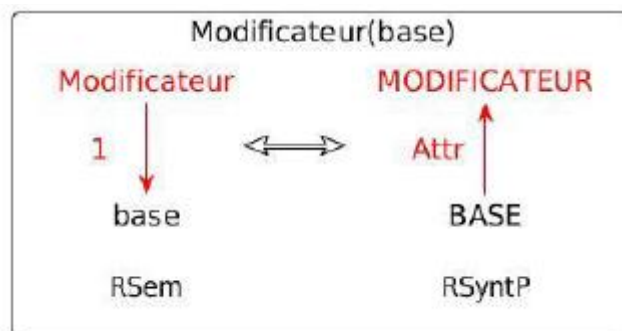 Modificateur(base)
Modificateur MODIFICATEUR
1 Attr
base BASE
RSem RSyntP